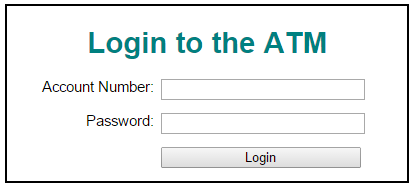 Login to the ATM
Account Number:
Password:
Login